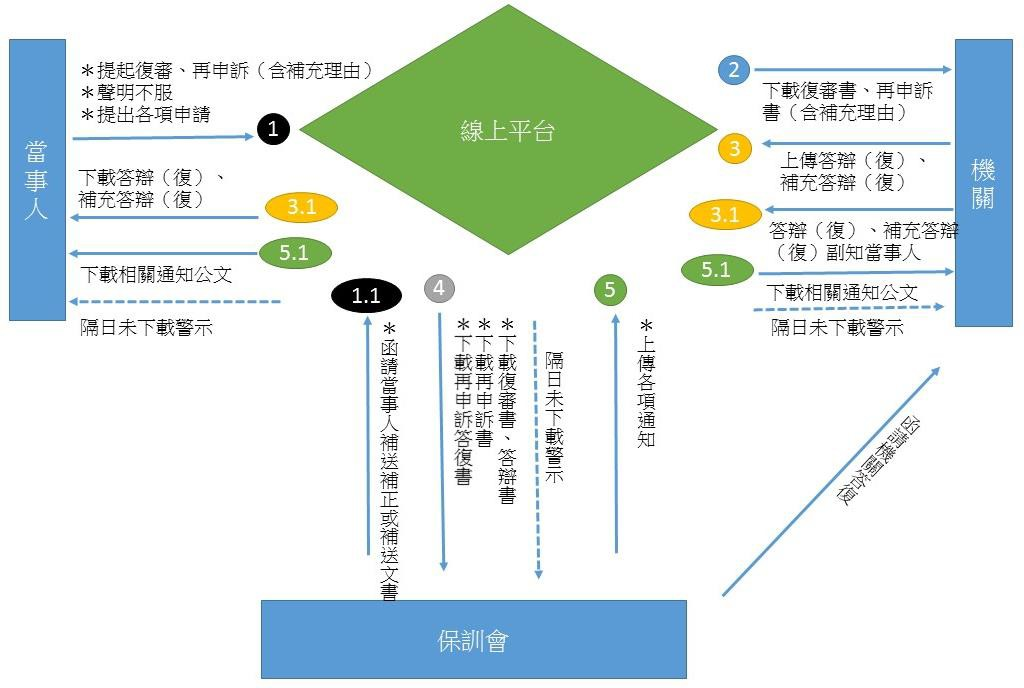 當事人
＊提起復審、再申訴（含補充理由）
＊聲明不服
＊提出各項申請
1
線上平台
2
下載復審書、再申訴
書（含補充理由）
3
上傳答辯（復）、
補充答辯（復）
機關
下載答辯（復）、
補充答辯（復）
3.1
3.1
答辯（復）、補充答辯
（復）副知當事人
5.1
下載相關通知公文
5.1
下載相關通知公文
隔日未下載警示
隔日未下載警示
1.1
＊函請當事人補送補正或補送文書
4
＊下載復審書、答辯書
＊下載再申訴書
＊下載再申訴答復書
隔日未下載警示
5
＊上傳各項通知
函請機關答復
保訓會